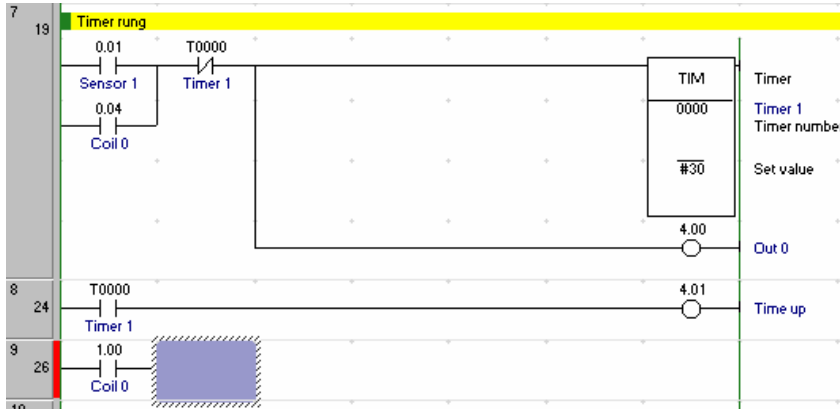 7
19
Timer rung
0.01 T0000
Sensor 1 Timer 1
TIM Timer
0.04
Coil 0
0000 Timer 1
Timer numbe
#30 Set value
4.00
Out 0
8
24
T0000 4.01
Timer 1
Time up
9
26
1.00
Coil 0
10